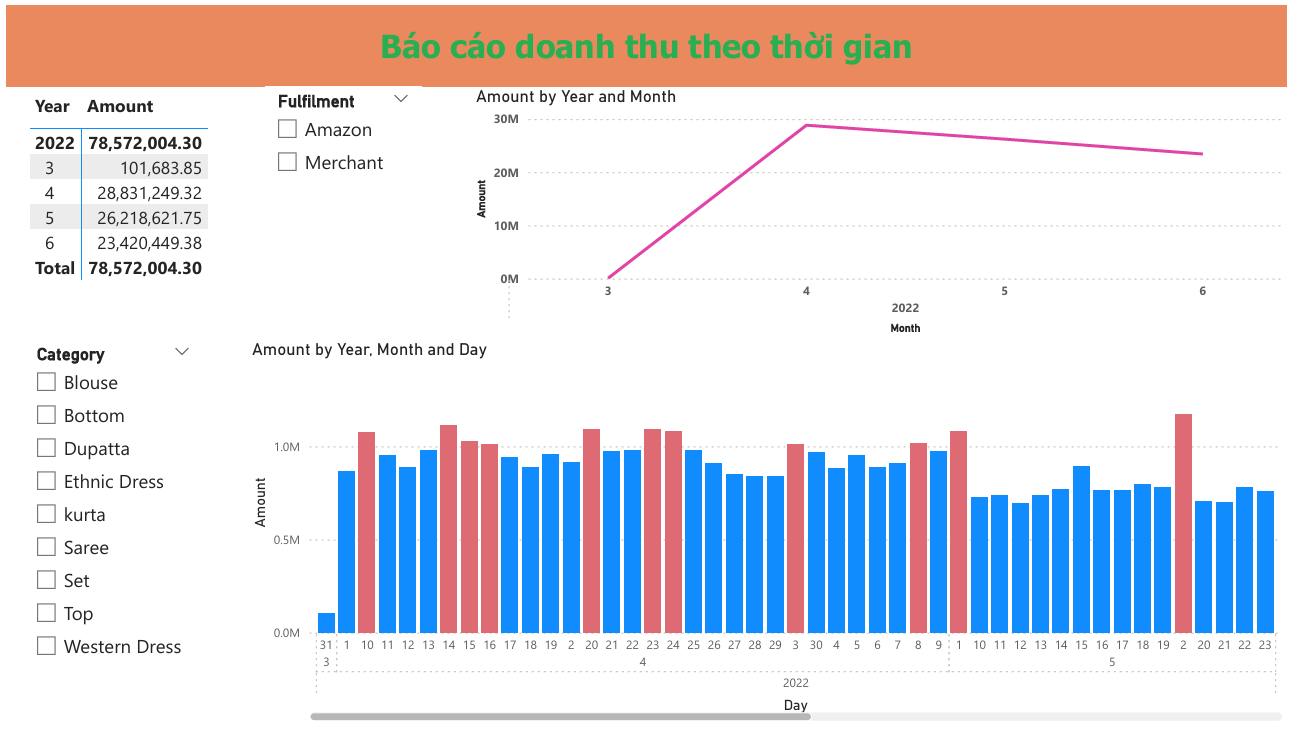 Báo cáo doanh thu theo thời gian
Year Amount
2022 78,572,004.30
3 101,683.85
4 28,831,249.32
5 26,218,621.75
6 23,420,449.38
Total 78,572,004.30
Fulfilment
Amazon
Merchant
Amount by Year and Month
30M
20M
10M
0M
Amount
3 4 5 6
2022
Month
Category
Blouse
Bottom
Dupatta
Ethnic Dress
kurta
Saree
Set
Top
Western Dress
Amount by Year, Month and Day
1.0M
0.5M
0.0M
Amount
31 1 10 11 12 13 14 15 16 17 18 19 2 20 21 22 23 24 25 26 27 28 29 3 30 4 5 6 7 8 9 1 10 11 12 13 14 15 16 17 18 19 2 20 21 22 23
3 4 5
2022
Day